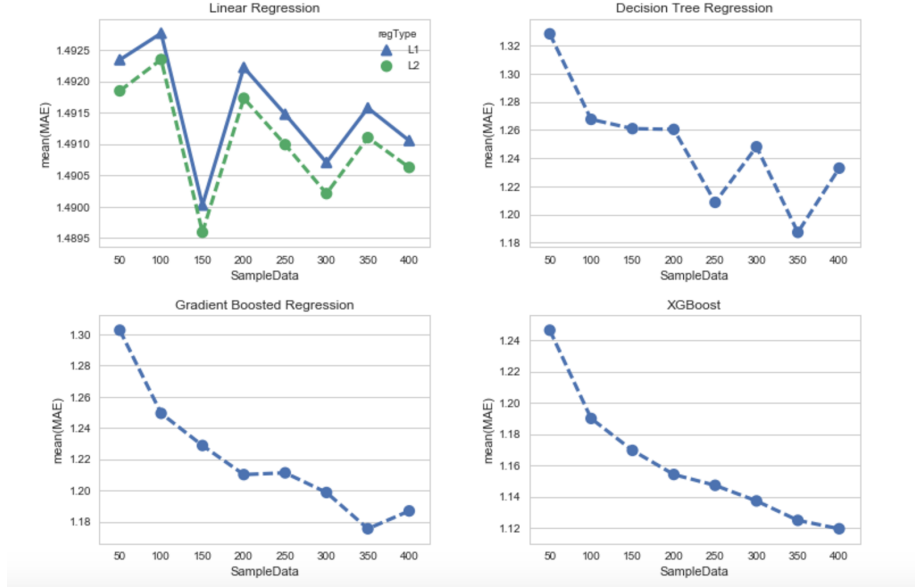 Linear Regression
regType
L1
L2
1.4925
1.4920
1.4915
1.4910
1.4905
1.4900
1.4895
mean(MAE)
50 100 150 200 250 300 350 400
SampleData
Decision Tree Regression
1.32
1.30
1.28
1.26
1.24
1.22
1.20
1.18
mean(MAE)
50 100 150 200 250 300 350 400
SampleData
Gradient Boosted Regression
1.30
1.28
1.26
1.24
1.22
1.20
1.18
mean(MAE)
50 100 150 200 250 300 350 400
SampleData
XGBoost
1.24
1.22
1.20
1.18
1.16
1.14
1.12
mean(MAE)
50 100 150 200 250 300 350 400
SampleData